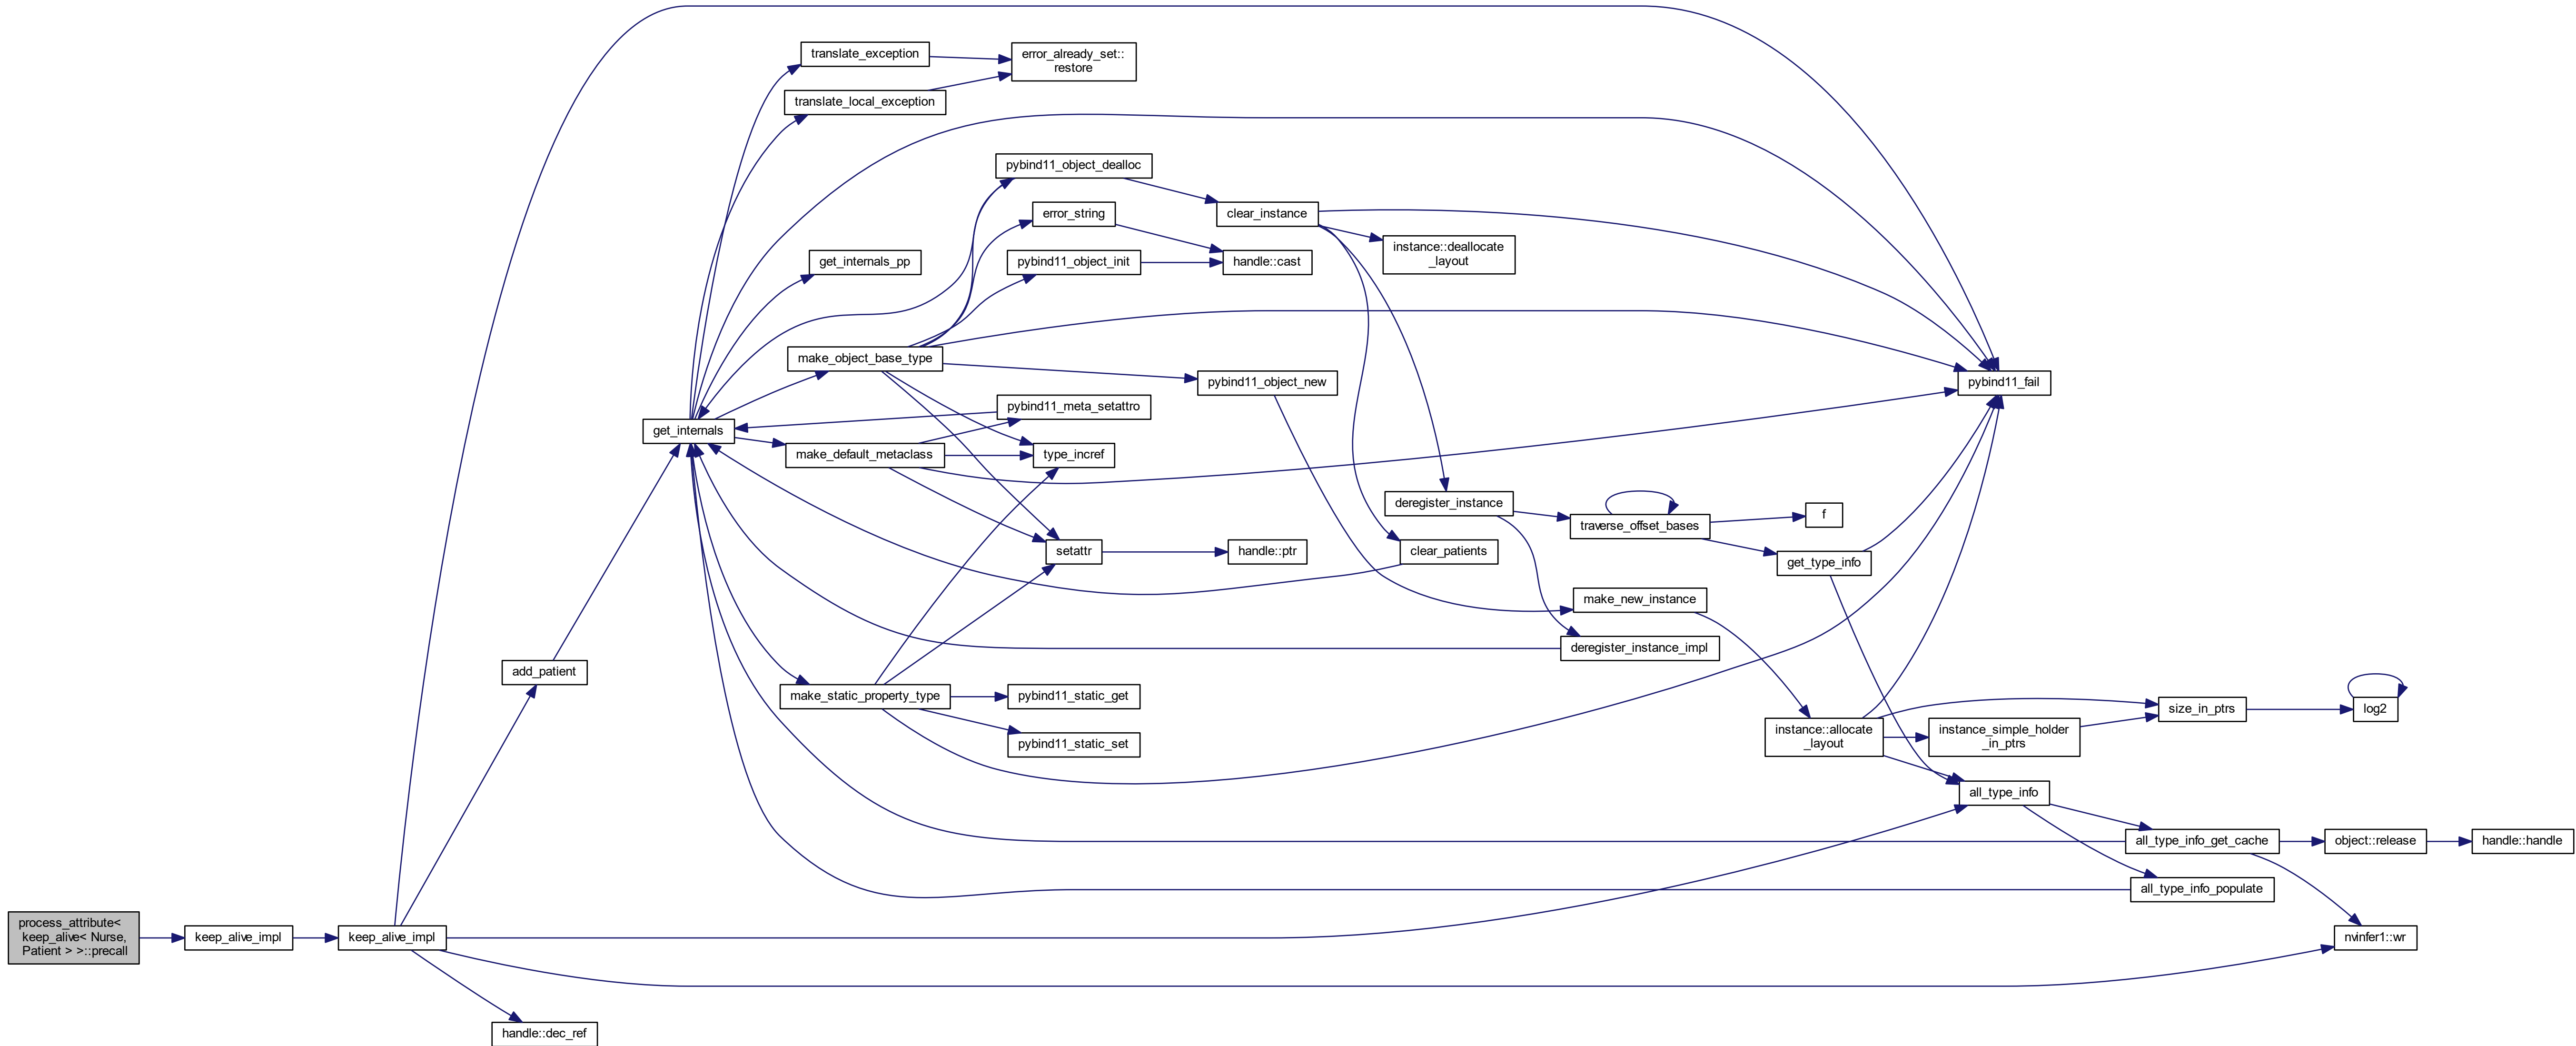 translate_exception
error_already_set::
restore
translate_local_exception
pybind11_object_dealloc
error_string
clear_instance
get_internals_pp
pybind11_object_init
handle::cast
instance::deallocate
_layout
make_object_base_type
pybind11_object_new
pybind11_fail
pybind11_meta_setattro
get_internals
make_default_metaclass
type_incref
deregister_instance
traverse_offset_bases
f
setattr
handle::ptr
clear_patients
get_type_info
make_new_instance
deregister_instance_impl
add_patient
make_static_property_type
pybind11_static_get
pybind11_static_set
instance::allocate
_layout
instance_simple_holder
_in_ptrs
size_in_ptrs
log2
all_type_info
all_type_info_get_cache
object::release
handle::handle
all_type_info_populate
process_attribute<
keep_alive< Nurse,
Patient > >::precall
keep_alive_impl
keep_alive_impl
nvinfer1::wr
handle::dec_ref